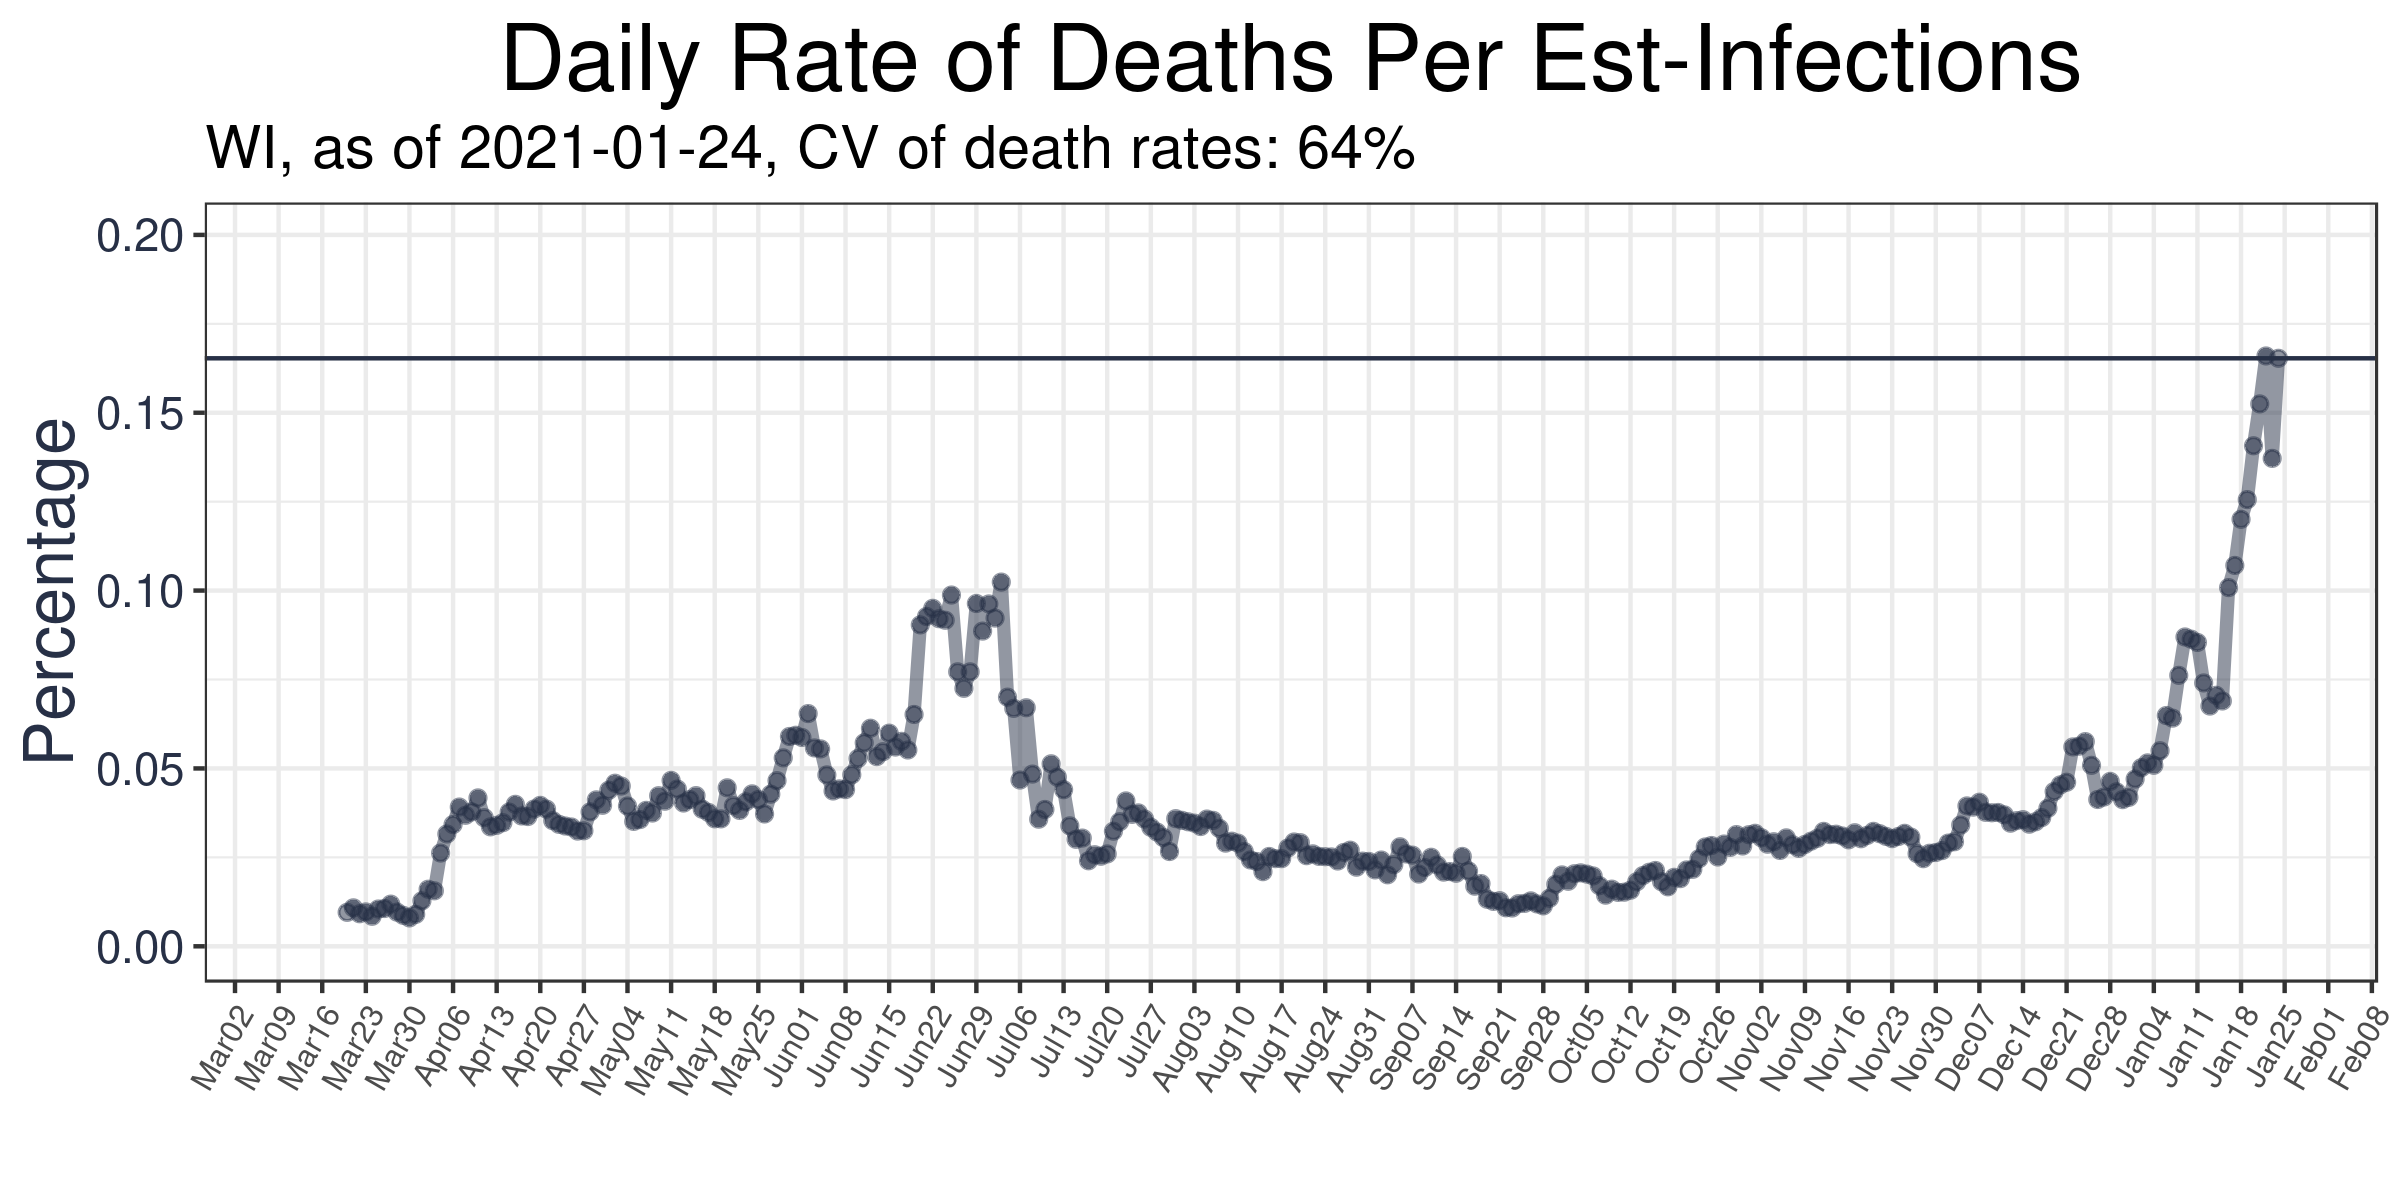 Daily Rate of Deaths Per Est-Infections
WI, as of 2021-01-24, CV of death rates: 64%
Percentage
0.20
0.15
0.10
0.05
0.00
Mar02
Mar09
Mar16
Mar23
Mar30
Apr06
Apr13
Apr20
Apr27
May04
May11
May18
May25
Jun01
Jun08
Jun15
Jun22
Jun29
Jul06
Jul13
Jul20
Jul27
Aug03
Aug10
Aug17
Aug24
Aug31
Sep07
Sep14
Sep21
Sep28
Oct05
Oct12
Oct19
Oct26
Nov02
Nov09
Nov16
Nov23
Nov30
Dec07
Dec14
Dec21
Dec28
Jan04
Jan11
Jan18
Jan25
Feb01
Feb08